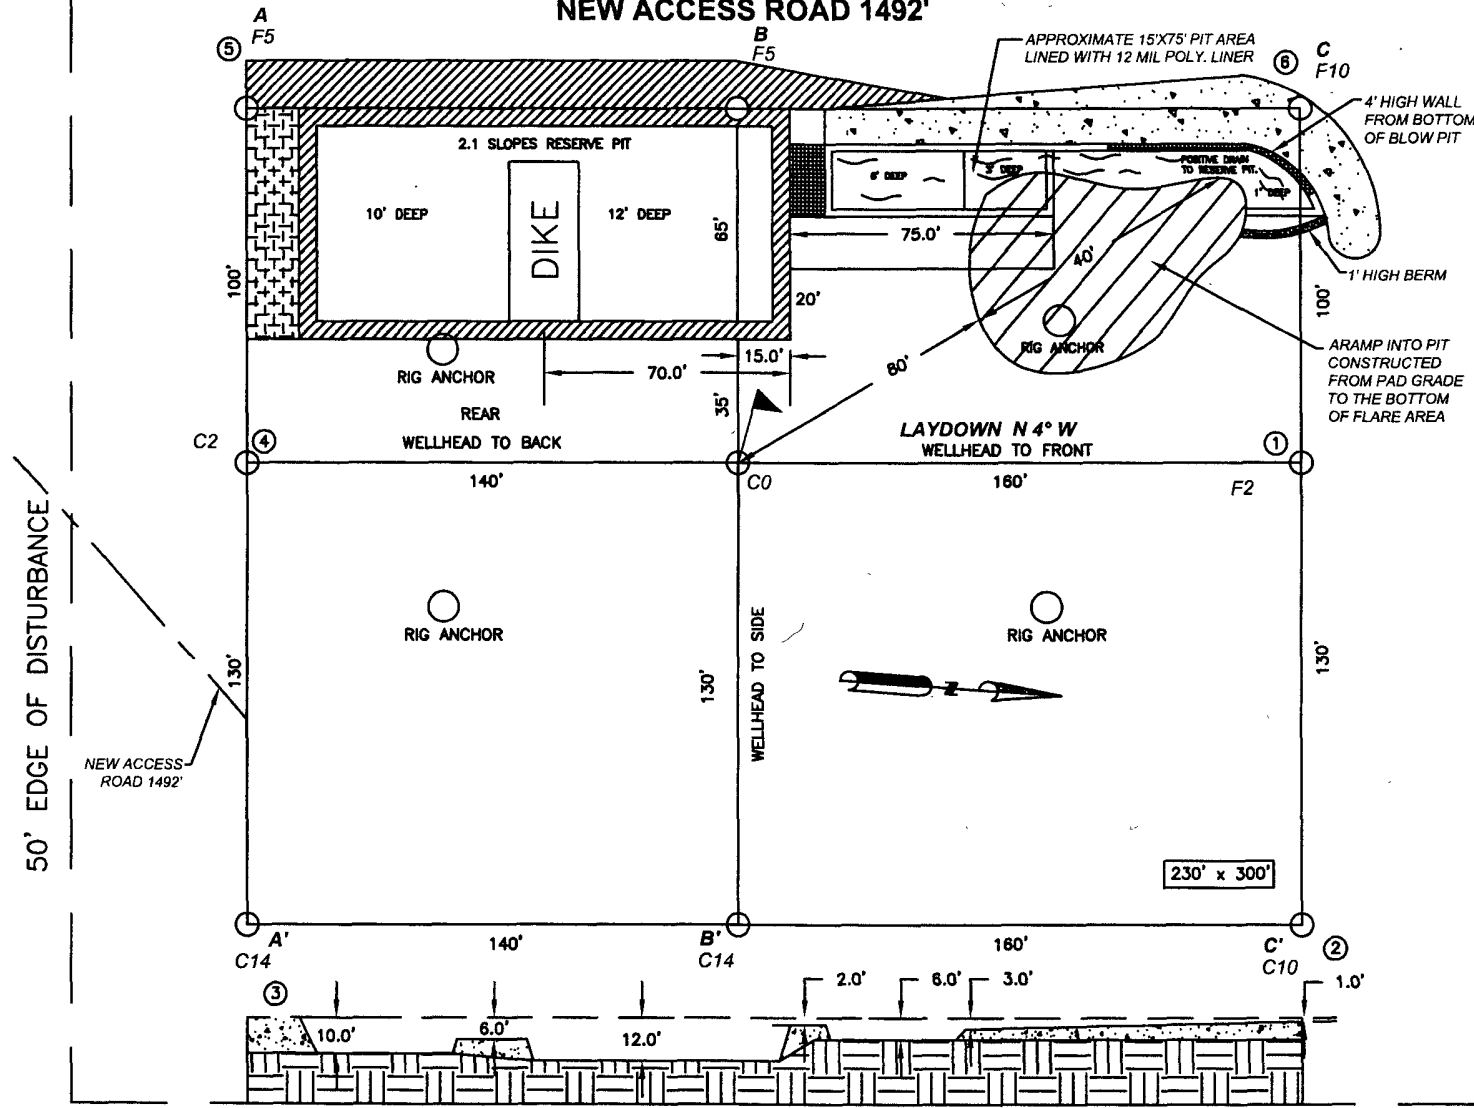 NEW ACCESS ROAD 1492'
A
F5
⑤
B
F5
APPROXIMATE 15'X75' PIT AREA
LINED WITH 12 MIL POLY. LINER
⑥
C
F10
4' HIGH WALL
FROM BOTTOM
OF BLOW PIT
2.1 SLOPES RESERVE PIT
10' DEEP
DIKE
12' DEEP
65'
POSITIVE DRAIN
TO RESERVE PIT.
1' DEEP
75.0'
40'
100'
20'
1' HIGH BERM
100'
RIG ANCHOR
RIG ANCHOR
ARAMP INTO PIT
CONSTRUCTED
FROM PAD GRADE
TO THE BOTTOM
OF FLARE AREA
15.0'
70.0'
80'
35'
REAR
WELLHEAD TO BACK
LAYDOWN N 4° W
WELLHEAD TO FRONT
C2
④
①
140'
C0
160'
F2
50' EDGE OF DISTURBANCE
RIG ANCHOR
RIG ANCHOR
130'
130'
WELLHEAD TO SIDE
130'
Z
NEW ACCESS
ROAD 1492'
230' x 300'
A'
C14
140'
B'
C14
160'
C'
C10
②
③
2.0'
6.0'
3.0'
1.0'
10.0'
6.0'
12.0'